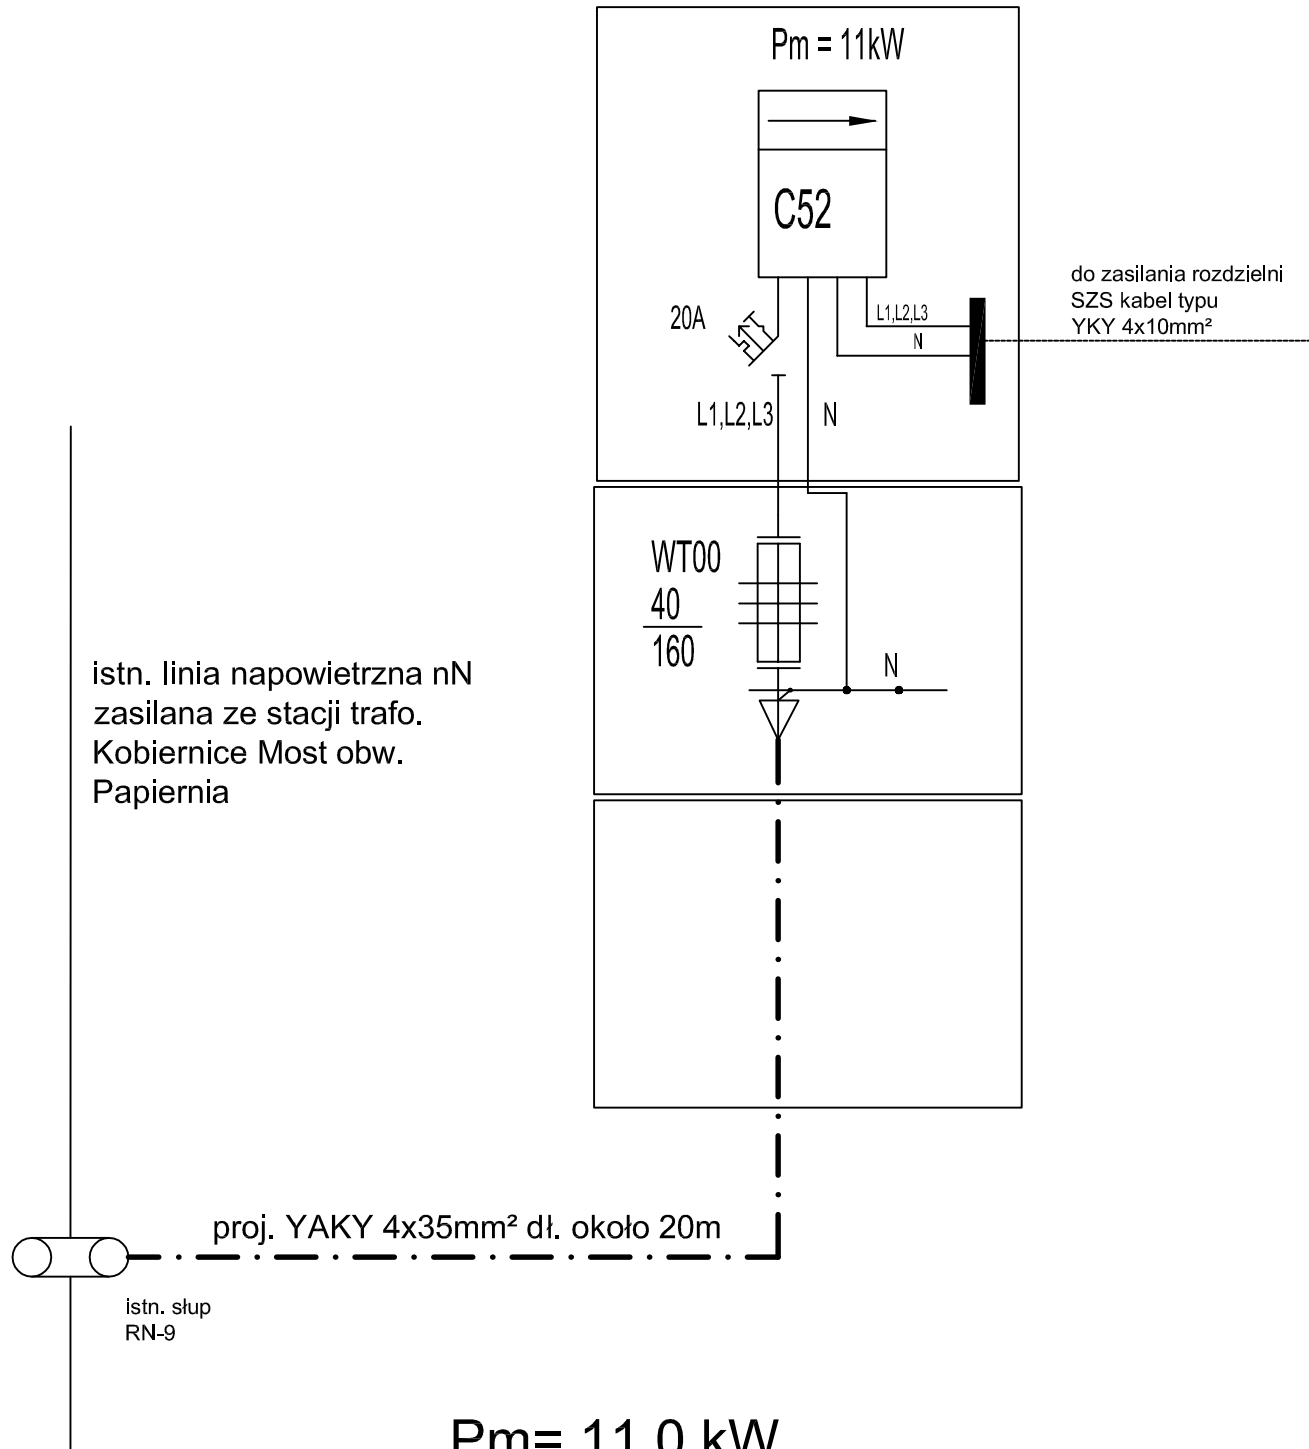 Pm = 11kW
C52
do zasilania rozdzielni
SZS kabel typu
YKY 4x10mm²
20A
L1,L2,L3
N
L1,L2,L3
N
WT00
40
160
N
istn. linia napowietrzna nN
zasilana ze stacji trafo.
Kobiernice Most obw.
Papiernia
proj. YAKY 4x35mm² dł. około 20m
istn. słup
RN-9
Pm= 11,0 kW